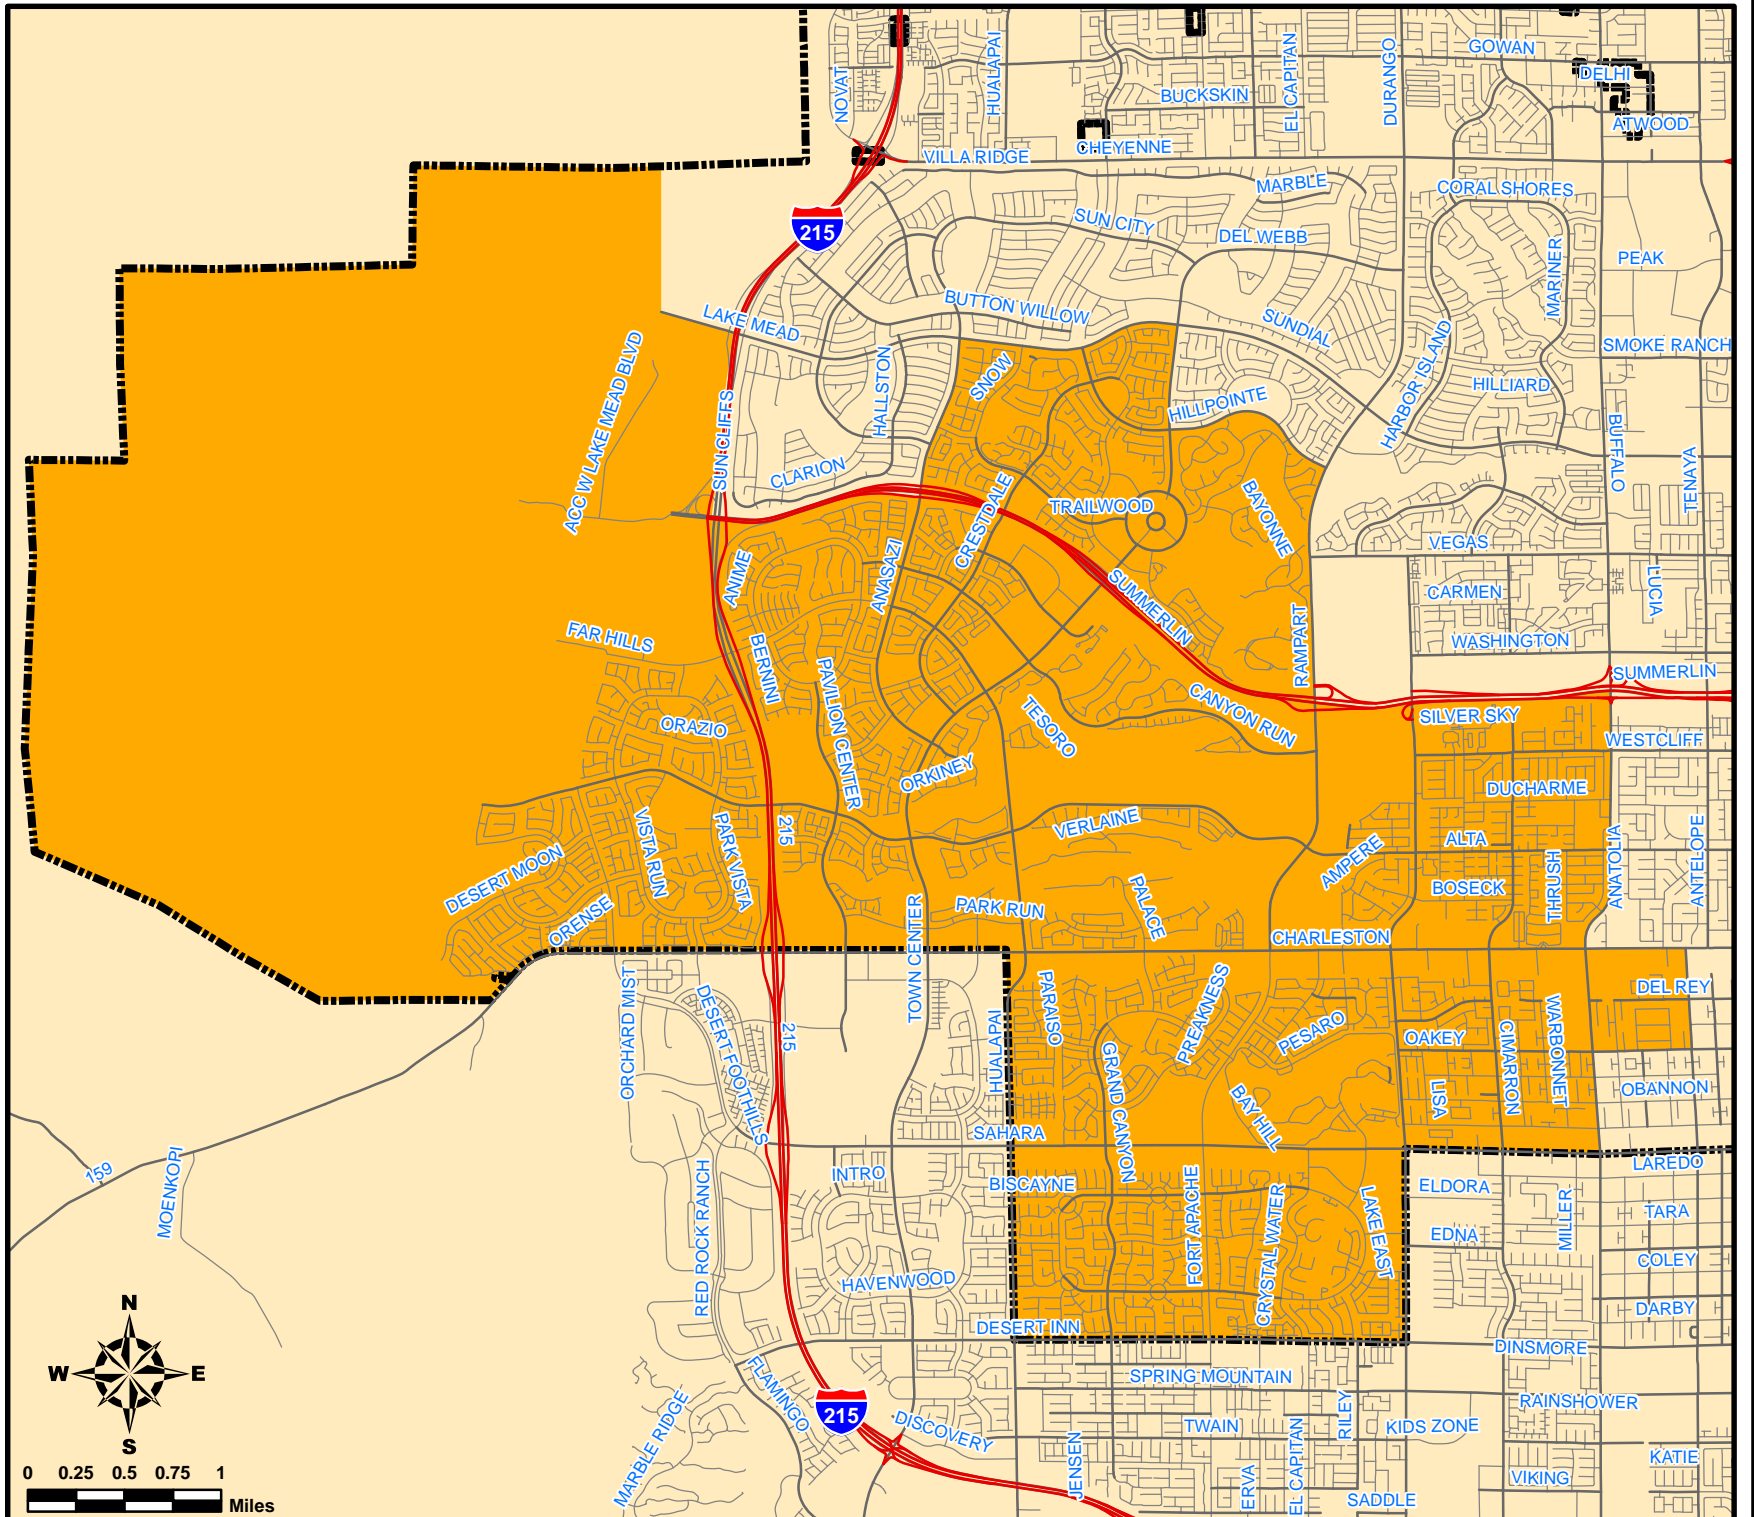 GOWAN
NOVAT
HUALAPAI
EL CAPITAN
DURANGO
DELHI
BUCKSKIN
ATWOOD
VILLA RIDGE
CHEYENNE
MARBLE
CORAL SHORES
215
SUN CITY
DEL WEBB
MARINER
PEAK
LAKE MEAD
BUTTON WILLOW
SUNDIAL
HARBOR ISLAND
SMOKE RANCH
ACC W LAKE MEAD BLVD
HALLSTON
SNOW
HILLIARD
SUN CLIFFS
HILLPOINTE
BUFFALO
TENAYA
CLARION
CRESTDALE
TRAILWOOD
BAYONNE
VEGAS
ANIME
ANASAZI
SUMMERLIN
CARMEN
LUCIA
FAR HILLS
BERNINI
RAMPART
WASHINGTON
SUMMERLIN
PAVILION CENTER
CANYON RUN
ORAZIO
TESORO
SILVER SKY
WESTCLIFF
ORKINEY
DUCHARME
VISTA RUN
PARK VISTA
215
VERLAINE
AMPERE
ALTA
ANATOLIA
ANTELOPE
DESERT MOON
BOSECK
THRUSH
ORENSE
TOWN CENTER
PARK RUN
PALACE
CHARLESTON
ORCHARD MIST
DESERT FOOTHILLS
215
HUALAPAI
PARAISO
PREAKNESS
PESARO
DEL REY
OAKEY
CIMARRON
WARBONNET
GRAND CANYON
BAY HILL
LISA
OBANNON
SAHARA
159
MOENKOPI
RED ROCK RANCH
INTRO
BISCAYNE
LAREDO
ELDORA
FORT APACHE
CRYSTAL WATER
LAKE EAST
MILLER
TARA
EDNA
COLEY
HAVENWOOD
DARBY
DESERT INN
DINSMORE
N
W
E
S
FLAMINGO
SPRING MOUNTAIN
215
RAINSHOWER
MARBLE RIDGE
DISCOVERY
TWAIN
RILEY
KIDS ZONE
JENSEN
ERVA
EL CAPITAN
KATIE
VIKING
SADDLE
0 0.25 0.5 0.75 1
Miles